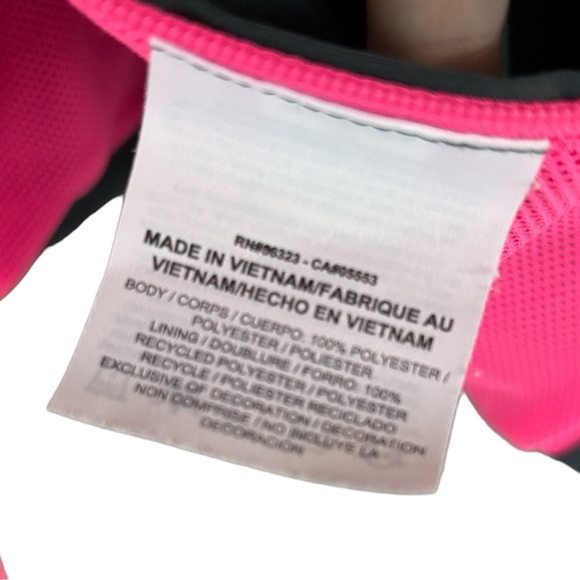 RN#96323 - CA#05553
MADE IN VIETNAM/FABRIQUE AU
VIETNAM/HECHO EN VIETNAM
BODY / CORPS / CUERPO: 100% POLYESTER /
POLYESTER / POLIESTER
LINING / DOUBLURE / FORRO: 100%
RECYCLED POLYESTER / POLYESTER
RECYCLE / POLIESTER RECICLADO
EXCLUSIVE OF DECORATION / DECORATION
NON COMPRISE / NO INCLUYE LA
DECORACION